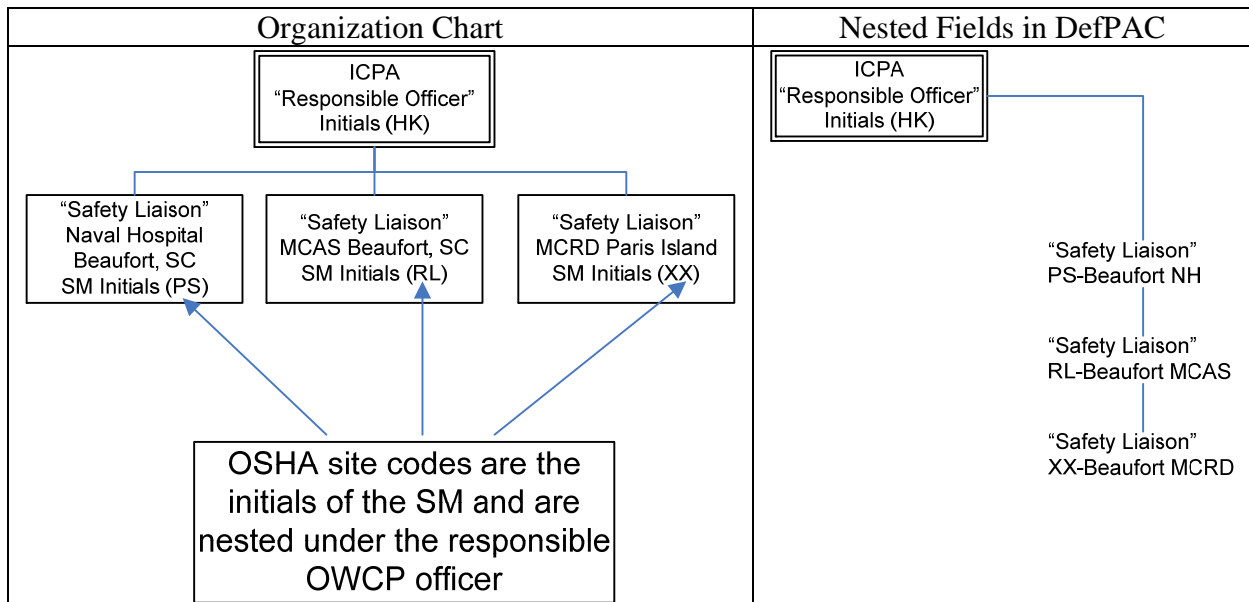 Organization Chart
Nested Fields in DefPAC
ICPA
“Responsible Officer”
Initials (HK)
“Safety Liaison”
Naval Hospital
Beaufort, SC
SM Initials (PS)
“Safety Liaison”
MCAS Beaufort, SC
SM Initials (RL)
“Safety Liaison”
MCRD Paris Island
SM Initials (XX)
OSHA site codes are the
initials of the SM and are
nested under the responsible
OWCP officer
ICPA
“Responsible Officer”
Initials (HK)
“Safety Liaison”
PS-Beaufort NH
“Safety Liaison”
RL-Beaufort MCAS
“Safety Liaison”
XX-Beaufort MCRD